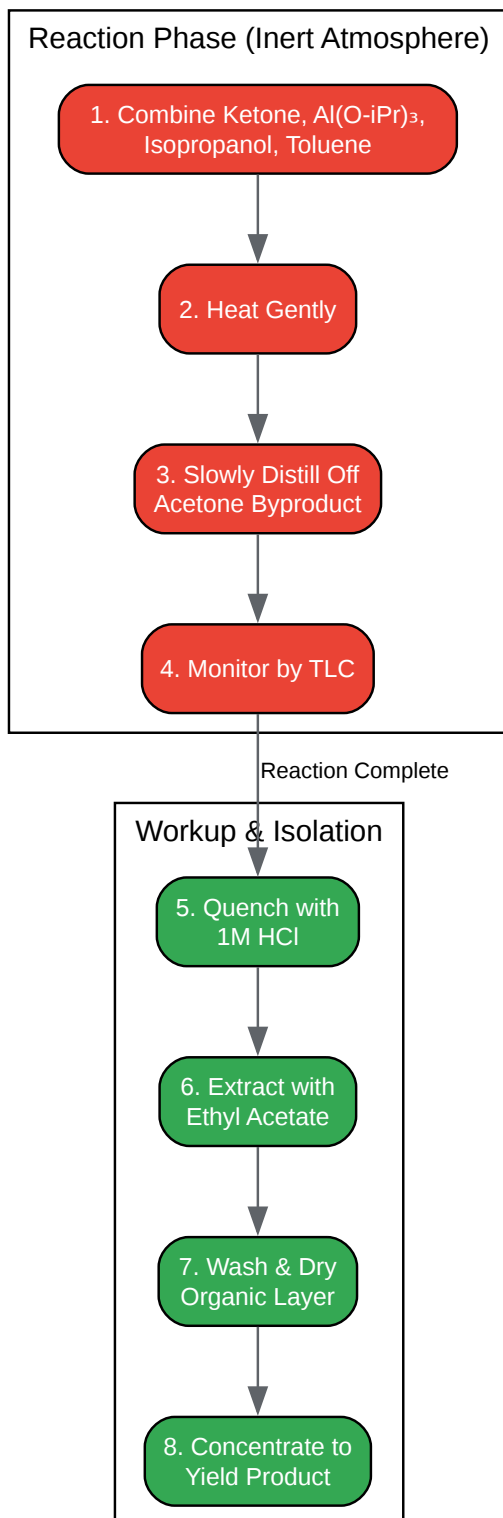 Reaction Phase (Inert Atmosphere)
1. Combine Ketone, Al(O-iPr)₃,
Isopropanol, Toluene
2. Heat Gently
3. Slowly Distill Off
Acetone Byproduct
4. Monitor by TLC
Reaction Complete
Workup & Isolation
5. Quench with
1M HCl
6. Extract with
Ethyl Acetate
7. Wash & Dry
Organic Layer
8. Concentrate to
Yield Product